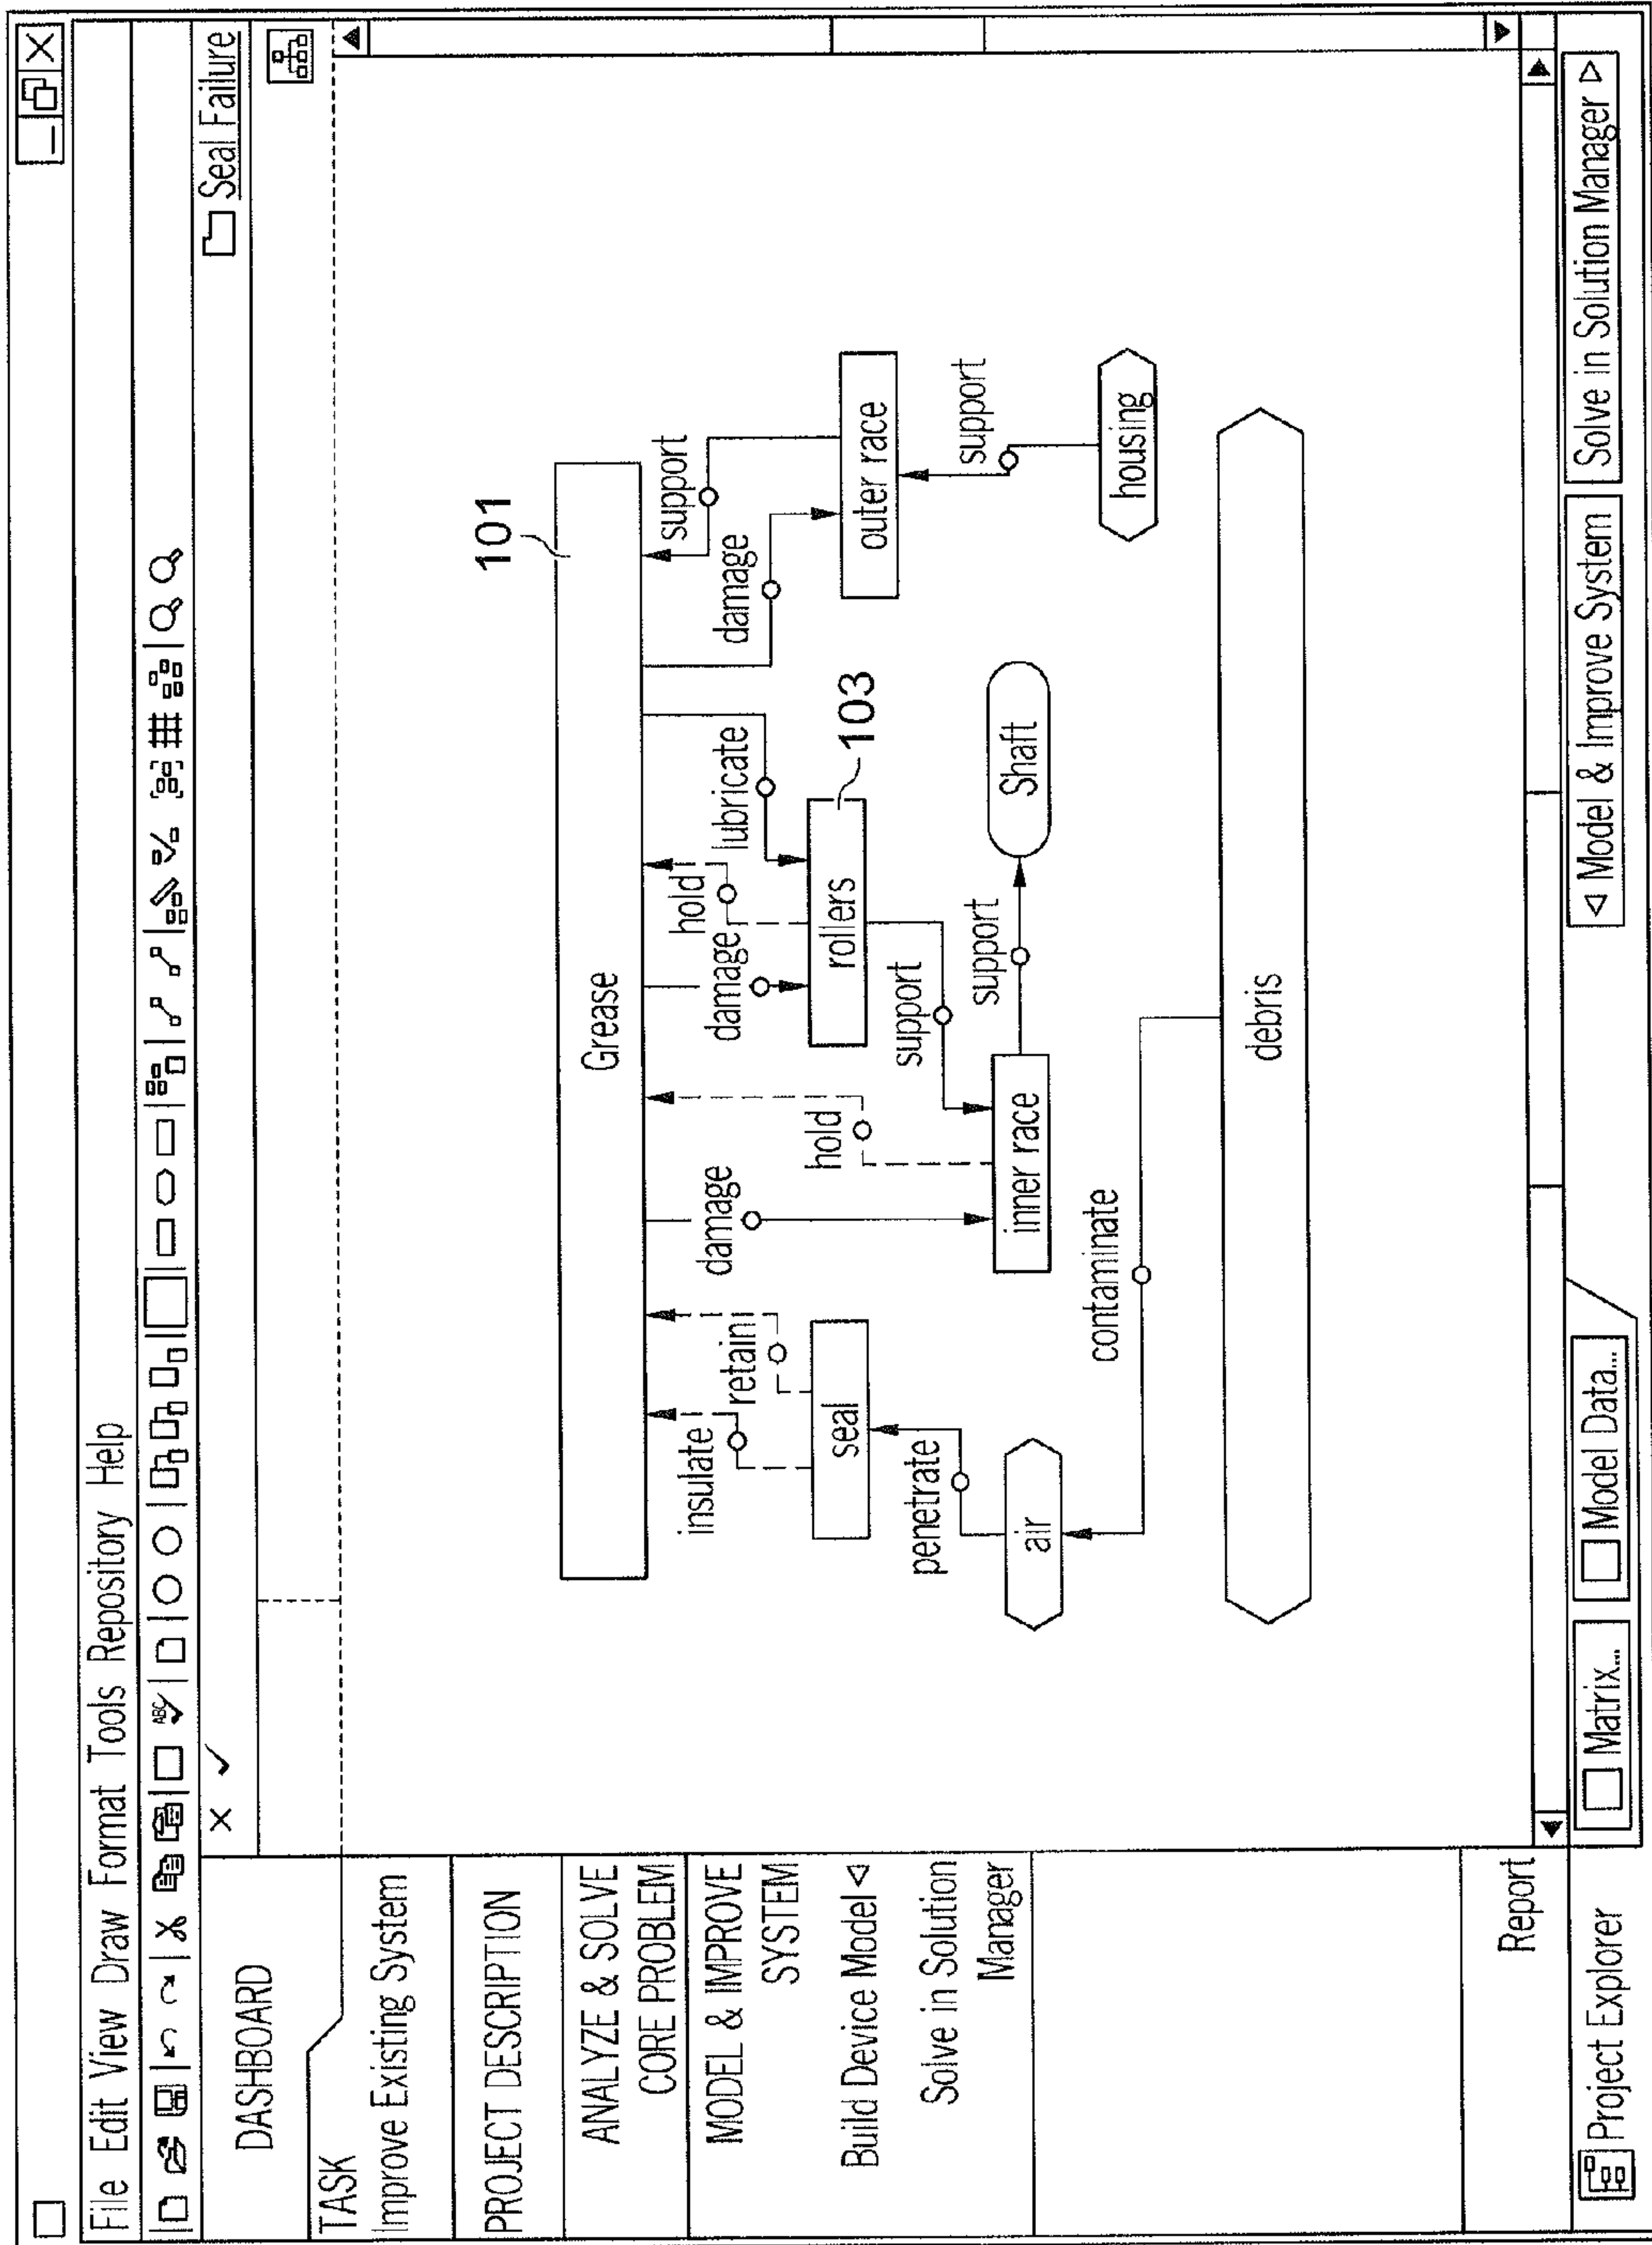 File Edit View Draw Format Tools Repository Help
ABC
Seal Failure
DASHBOARD
TASK
Improve Existing System
PROJECT DESCRIPTION
ANALYZE & SOLVE
CORE PROBLEM
MODEL & IMPROVE
SYSTEM
Build Device Model
Solve in Solution
Manager
Report
101
Grease
insulate
retain
damage
hold
damage
hold
lubricate
damage
support
103
seal
rollers
outer race
penetrate
support
support
support
air
inner race
Shaft
housing
contaminate
debris
Matrix...
Model Data...
Model & Improve System
Solve in Solution Manager
Project Explorer